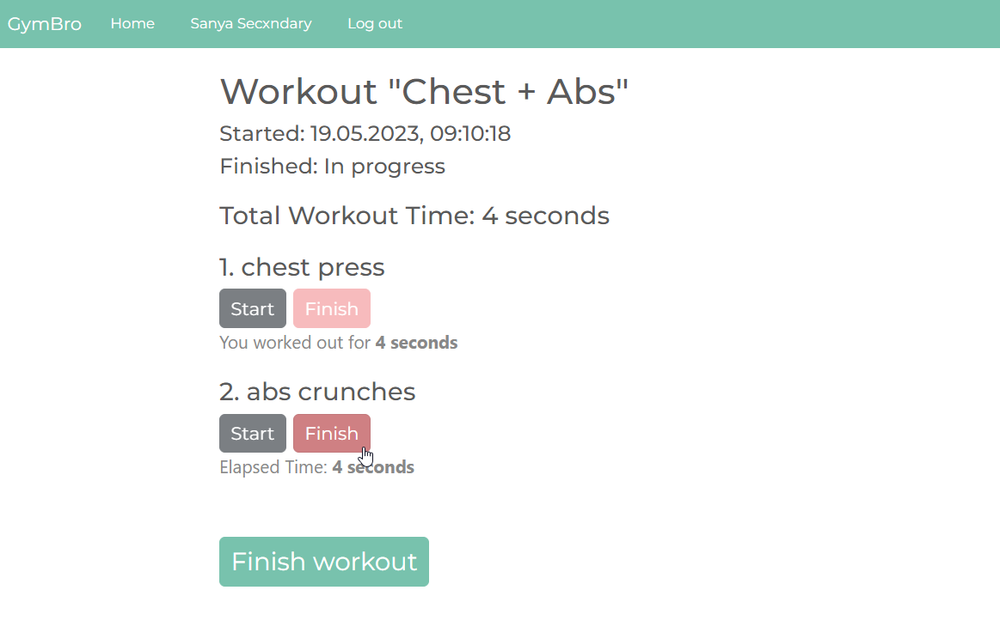 GymBro Home Sanya Secxndary Log out
Workout "Chest + Abs"
Started: 19.05.2023, 09:10:18
Finished: In progress
Total Workout Time: 4 seconds
1. chest press
Start Finish
You worked out for 4 seconds
2. abs crunches
Start Finish
Elapsed Time: 4 seconds
Finish workout